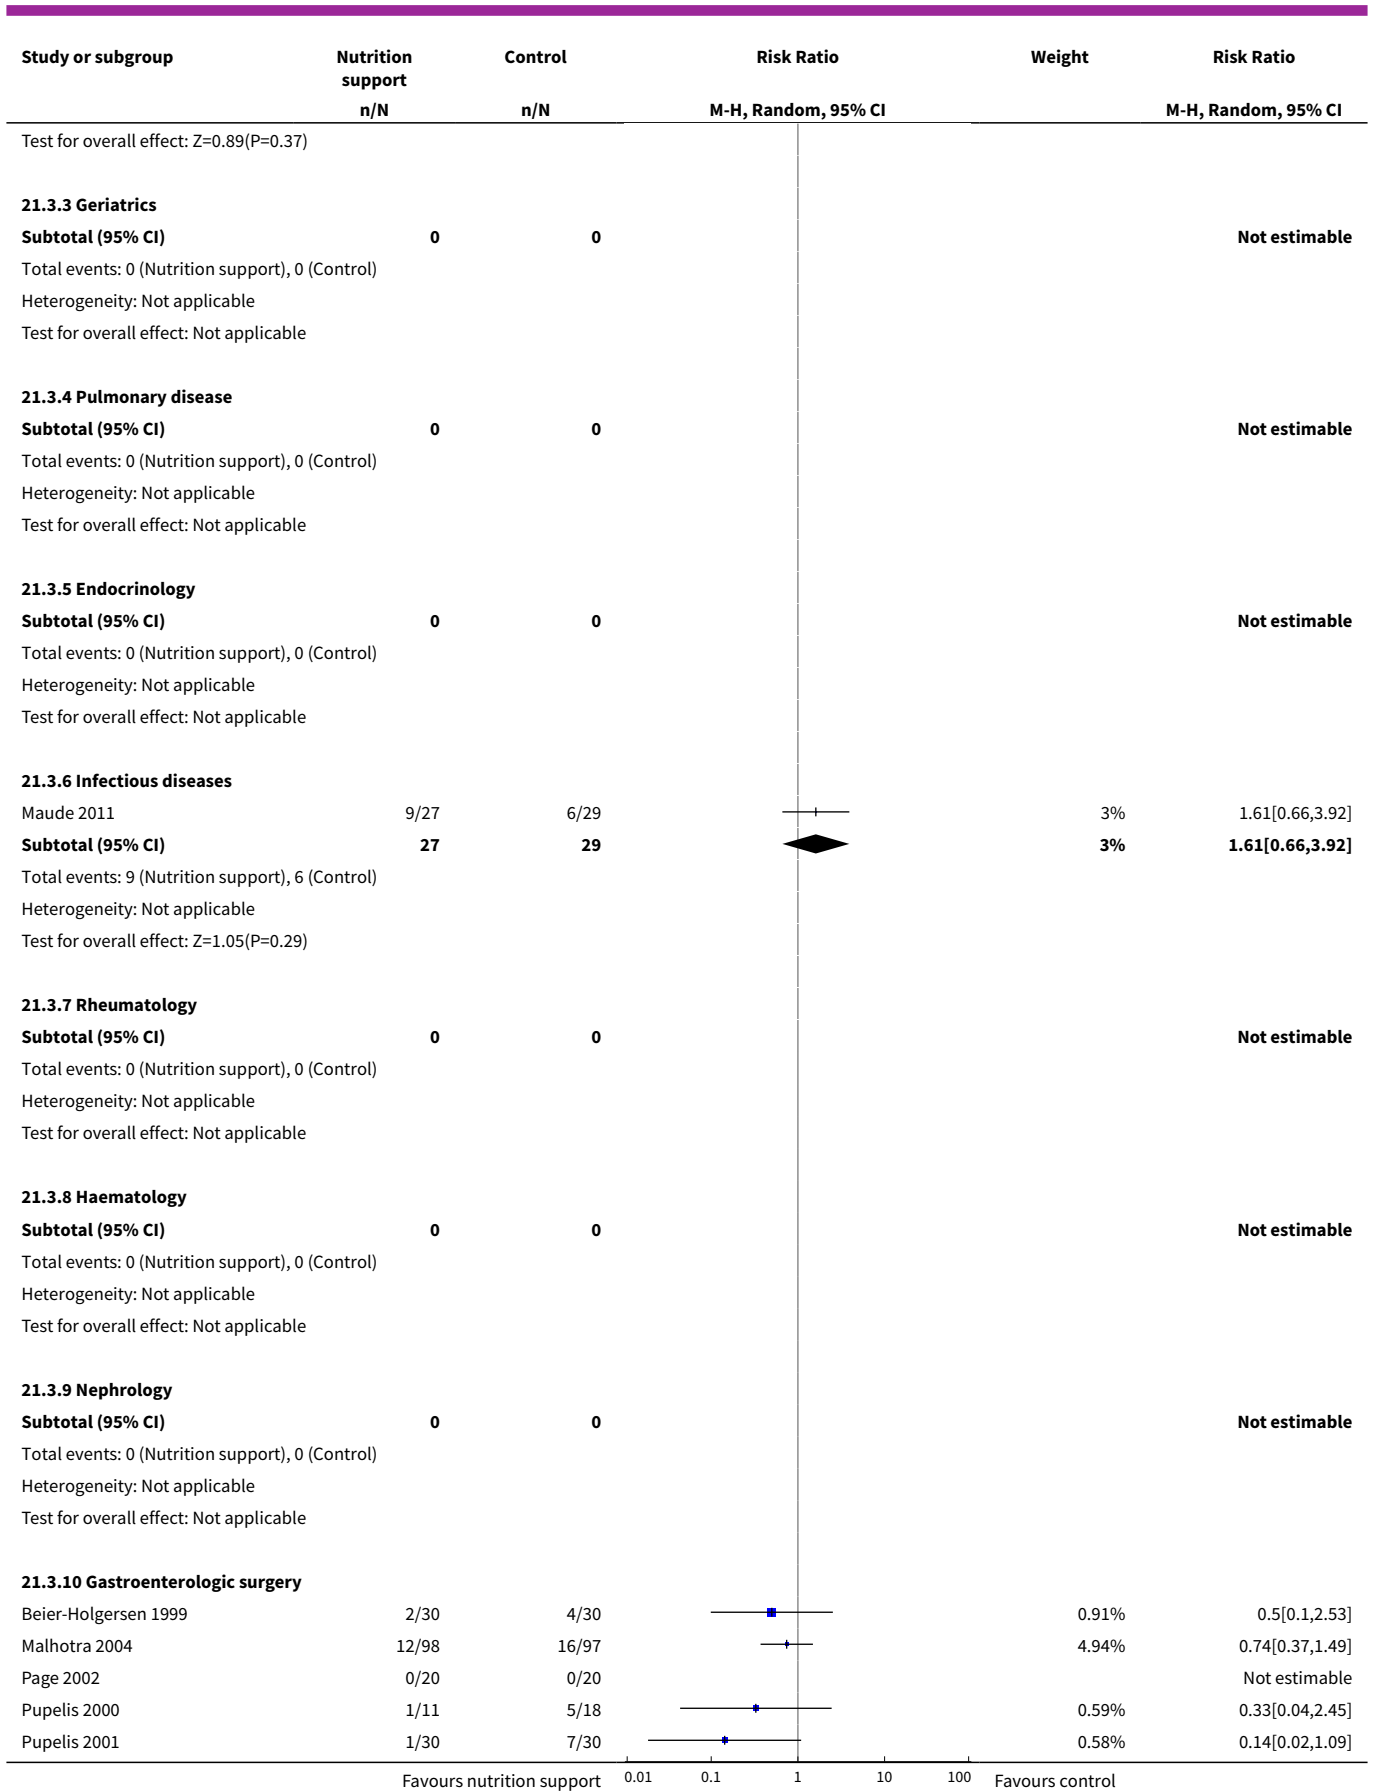 Study or subgroup Nutrition support Control Risk Ratio Weight Risk Ratio
n/N n/N M-H, Random, 95% CI M-H, Random, 95% CI
Test for overall effect: Z=0.89(P=0.37)
21.3.3 Geriatrics
Subtotal (95% CI) 0 0 Not estimable
Total events: 0 (Nutrition support), 0 (Control)
Heterogeneity: Not applicable
Test for overall effect: Not applicable
21.3.4 Pulmonary disease
Subtotal (95% CI) 0 0 Not estimable
Total events: 0 (Nutrition support), 0 (Control)
Heterogeneity: Not applicable
Test for overall effect: Not applicable
21.3.5 Endocrinology
Subtotal (95% CI) 0 0 Not estimable
Total events: 0 (Nutrition support), 0 (Control)
Heterogeneity: Not applicable
Test for overall effect: Not applicable
21.3.6 Infectious diseases
Maude 2011 9/27 6/29 3% 1.61[0.66,3.92]
Subtotal (95% CI) 27 29 3% 1.61[0.66,3.92]
Total events: 9 (Nutrition support), 6 (Control)
Heterogeneity: Not applicable
Test for overall effect: Z=1.05(P=0.29)
21.3.7 Rheumatology
Subtotal (95% CI) 0 0 Not estimable
Total events: 0 (Nutrition support), 0 (Control)
Heterogeneity: Not applicable
Test for overall effect: Not applicable
21.3.8 Haematology
Subtotal (95% CI) 0 0 Not estimable
Total events: 0 (Nutrition support), 0 (Control)
Heterogeneity: Not applicable
Test for overall effect: Not applicable
21.3.9 Nephrology
Subtotal (95% CI) 0 0 Not estimable
Total events: 0 (Nutrition support), 0 (Control)
Heterogeneity: Not applicable
Test for overall effect: Not applicable
21.3.10 Gastroenterologic surgery
Beier-Holgersen 1999 2/30 4/30 0.91% 0.5[0.1,2.53]
Malhotra 2004 12/98 16/97 4.94% 0.74[0.37,1.49]
Page 2002 0/20 0/20 Not estimable
Pupelis 2000 1/11 5/18 0.59% 0.33[0.04,2.45]
Pupelis 2001 1/30 7/30 0.58% 0.14[0.02,1.09]
Favours nutrition support 0.01 0.1 1 10 100 Favours control